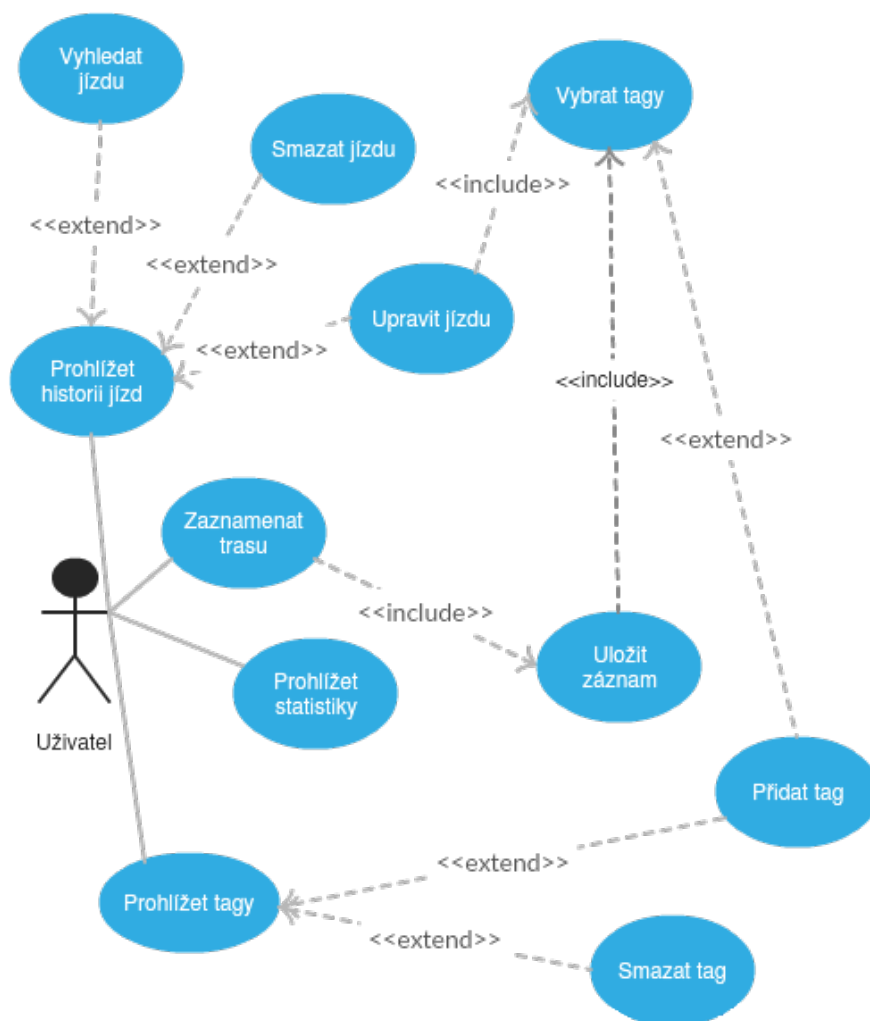 Vyhledat
jízdu
Vybrat tagy
Smazat jízdu
<<include>>
<<extend>>
<<extend>>
Upravit jízdu
<<extend>>
Prohlížet
historii jízd
<<include>>
<<extend>>
Zaznamenat
trasu
<<include>>
Uložit
záznam
Prohlížet
statistiky
Uživatel
Přidat tag
<<extend>>
Prohlížet tagy
<<extend>>
Smazat tag